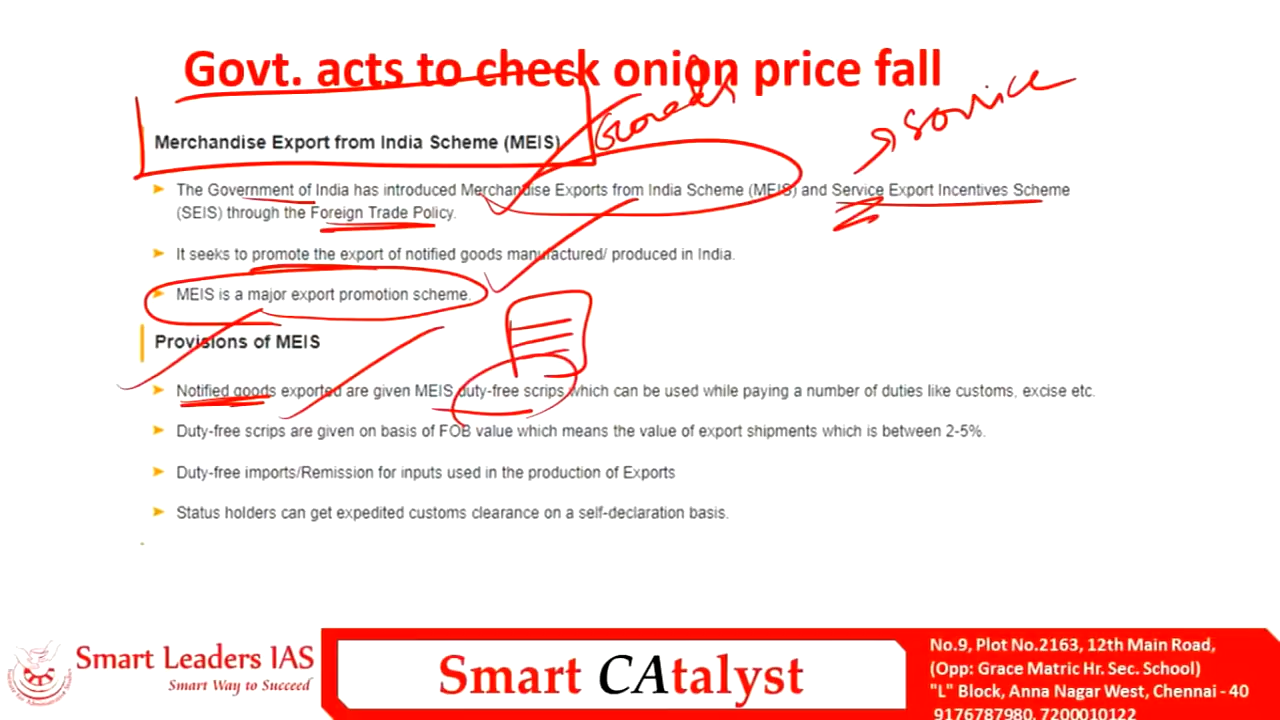 Govt. acts to check onion price fall
Goods
service
Merchandise Export from India Scheme (MEIS)
The Government of India has introduced Merchandise Exports from India Scheme (MEIS) and Service Export Incentives Scheme
(SEIS) through the Foreign Trade Policy.
It seeks to promote the export of notified goods manufactured/ produced in India.
MEIS is a major export promotion scheme.
Provisions of MEIS
Notified goods exported are given MEIS duty-free scrips which can be used while paying a number of duties like customs, excise etc.
Duty-free scrips are given on basis of FOB value which means the value of export shipments which is between 2-5%.
Duty-free imports/Remission for inputs used in the production of Exports
Status holders can get expedited customs clearance on a self-declaration basis.
Smart Leaders IAS
Smart Way to Succeed
Smart CAtalyst
No.9, Plot No.2163, 12th Main Road,
(Opp: Grace Matric Hr. Sec. School)
"L" Block, Anna Nagar West, Chennai - 40
9176787980, 7200010122